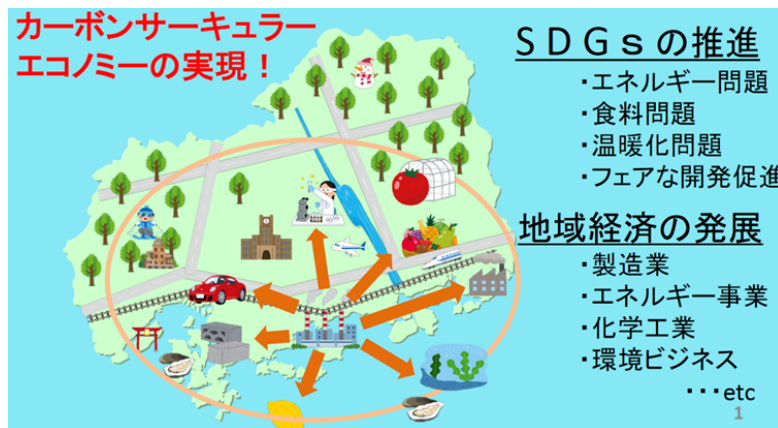 カーボンサーキュラー
エコノミーの実現！
ＳＤＧｓの推進
・エネルギー問題
・食料問題
・温暖化問題
・フェアな開発促進
地域経済の発展
・製造業
・エネルギー事業
・化学工業
・環境ビジネス
・・・etc
1